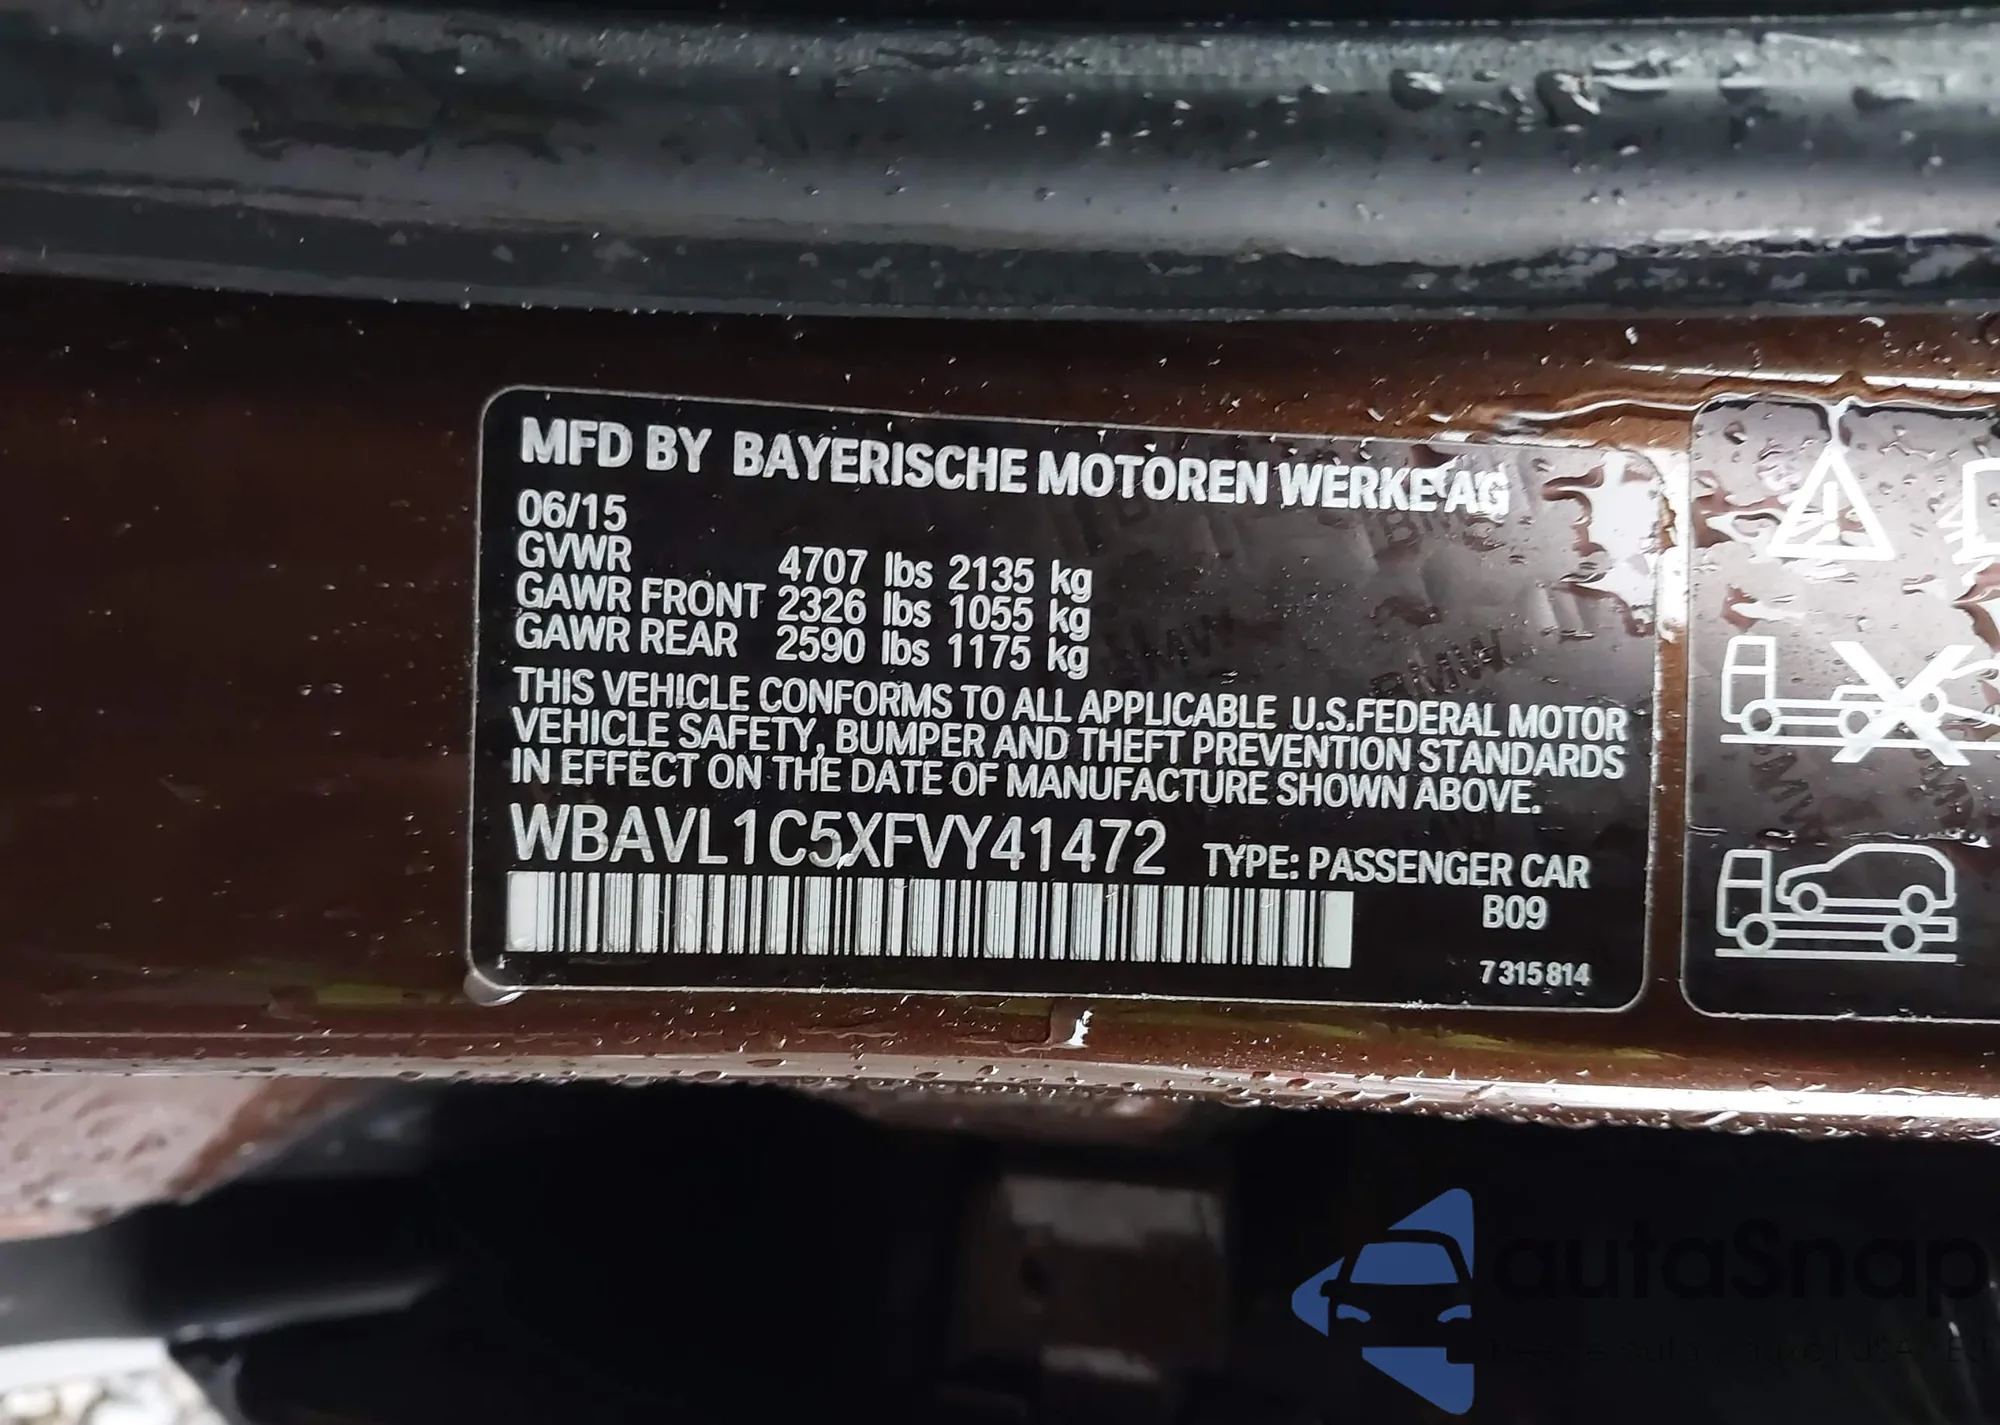 MFD BY BAYERISCHE MOTOREN WERKE AG
06/15
GVWR 4707 lbs 2135 kg
GAWR FRONT 2326 lbs 1055 kg
GAWR REAR 2590 lbs 1175 kg
THIS VEHICLE CONFORMS TO ALL APPLICABLE U.S.FEDERAL MOTOR
VEHICLE SAFETY, BUMPER AND THEFT PREVENTION STANDARDS
IN EFFECT ON THE DATE OF MANUFACTURE SHOWN ABOVE.
WBAVL1C5XFVY41472 TYPE: PASSENGER CAR
B09
7 315 814
autaSnap